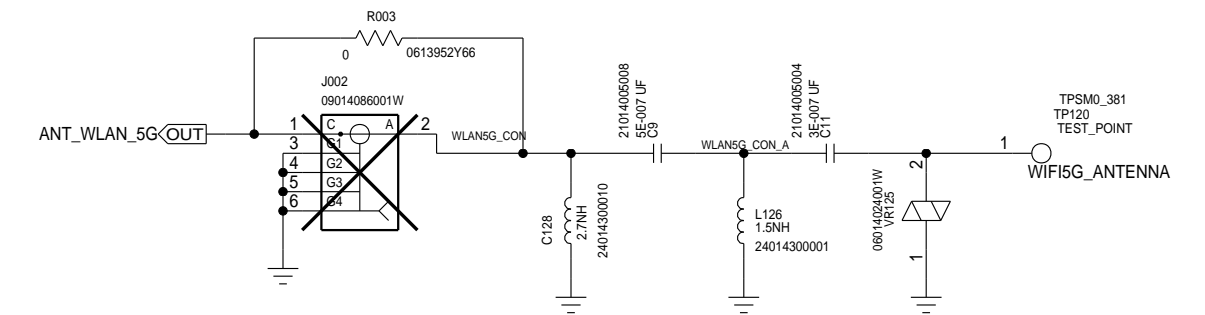 R003
0
0613952Y66
J002
09014086001W
ANT_WLAN_5G
OUT
1
C
A
2
3
G1
4
G2
5
G3
6
G4
WLAN5G_CON
C128
2.7NH
24014300010
21014005008
5E-007 UF
C9
WLAN5G_CON_A
L126
1.5NH
24014300001
21014005004
3E-007 UF
C11
06014024001W
VR125
2
1
TPSM0_381
TP120
TEST_POINT
1
WIFI5G_ANTENNA